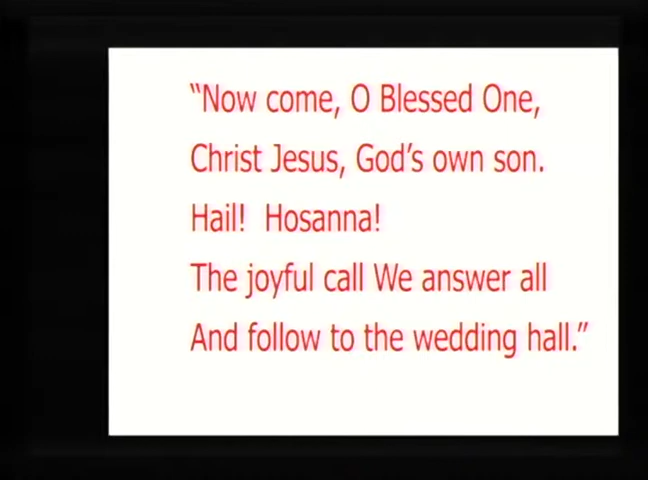 “Now come, O Blessed One,
Christ Jesus, God’s own son.
Hail!  Hosanna!
The joyful call We answer all
And follow to the wedding hall.”